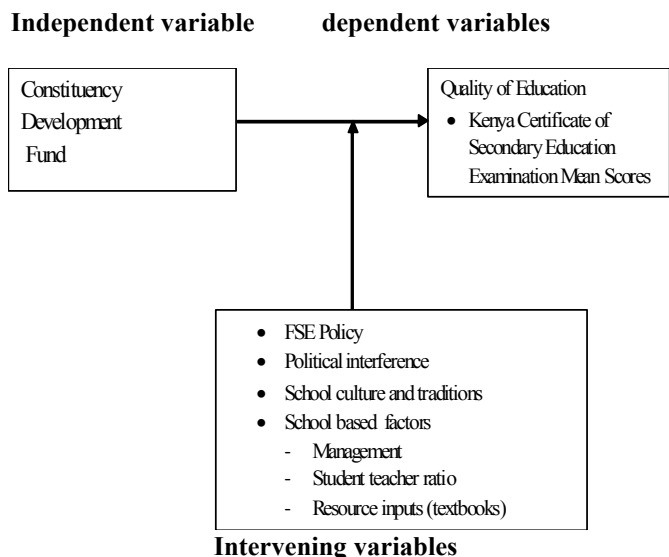 Independent variable dependent variables
Constituency
Development
Fund
Quality of Education
• Kenya Certificate of
Secondary Education
Examination Mean Scores
• FSE Policy
• Political interference
• School culture and traditions
• School based factors
- Management
- Student teacher ratio
- Resource inputs (textbooks)
Intervening variables